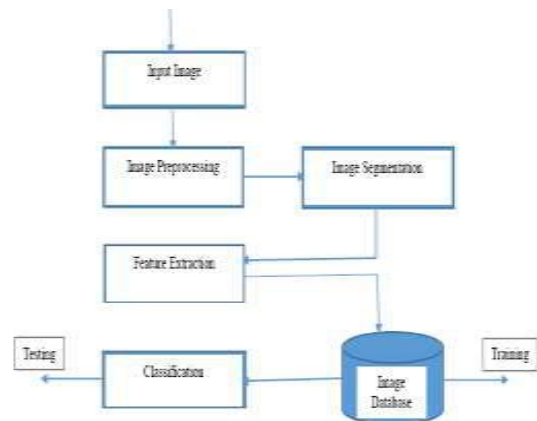 Input Image
Image Preprocessing
Image Segmentation
Feature Extraction
Testing
Classification
Image
Database
Training